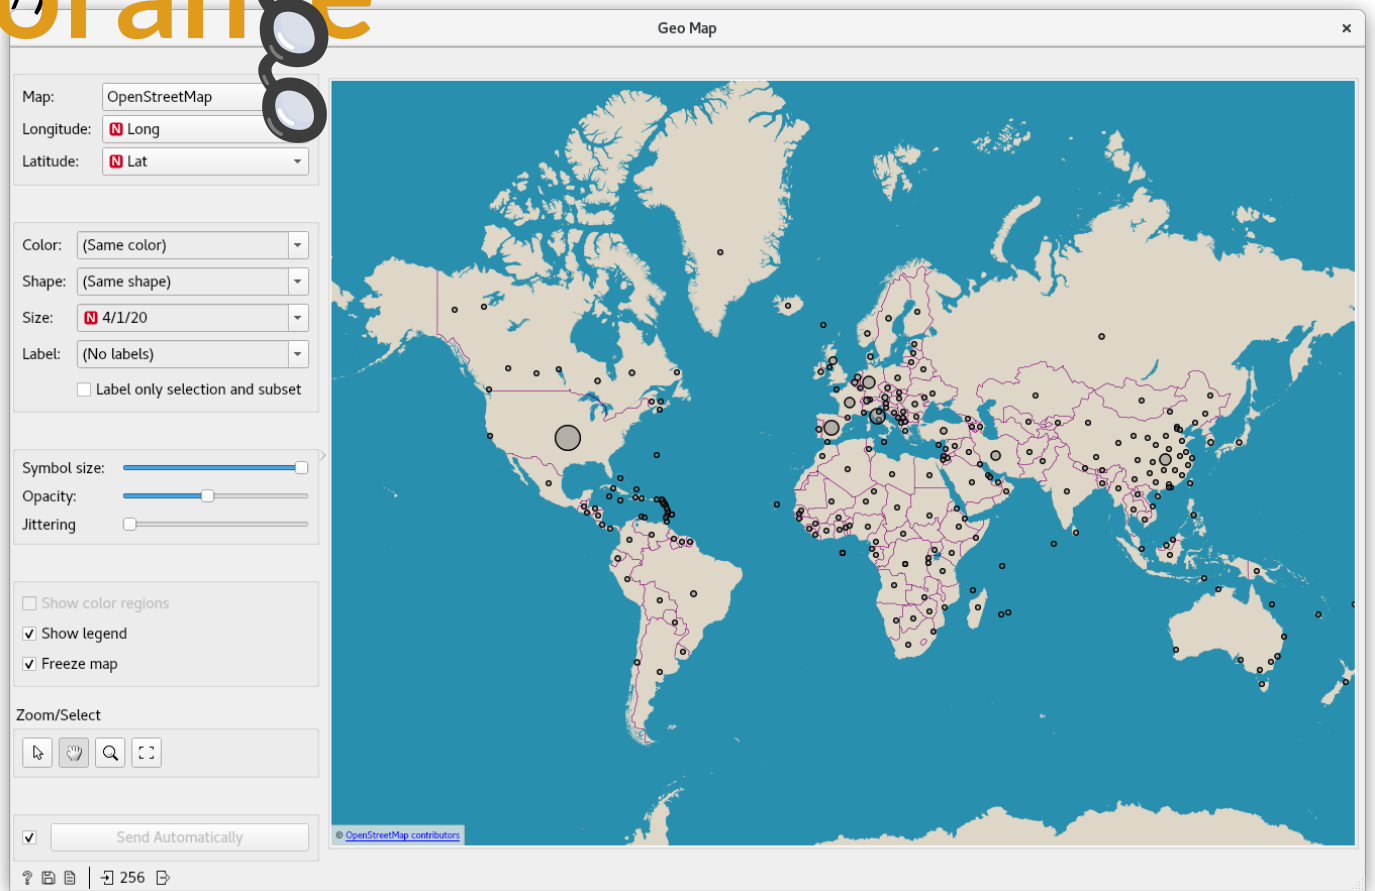 orange
Geo Map
Map: OpenStreetMap
Longitude: N Long
Latitude: N Lat
Color: (Same color)
Shape: (Same shape)
Size: N 4/1/20
Label: (No labels)
Label only selection and subset
Symbol size:
Opacity:
Jittering
Show color regions
Show legend
Freeze map
Zoom/Select
Send Automatically
© OpenStreetMap contributors
? 256